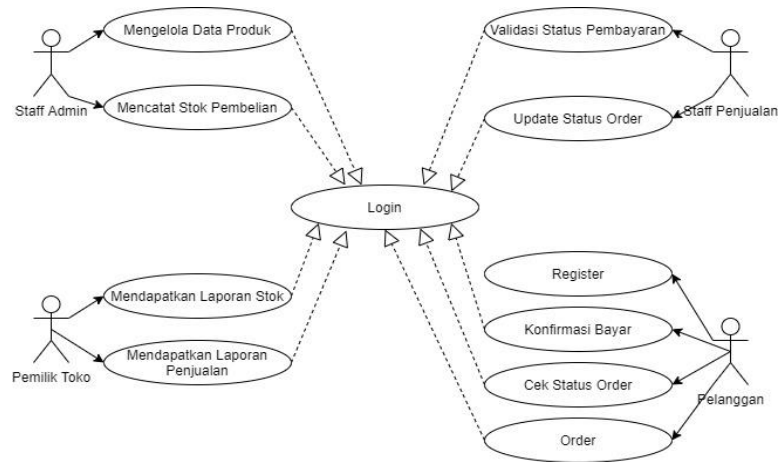 Mengelola Data Produk
Validasi Status Pembayaran
Staff Admin
Mencatat Stok Pembelian
Update Status Order
Staff Penjualan
Login
Register
Mendapatkan Laporan Stok
Konfirmasi Bayar
Pemilik Toko
Mendapatkan Laporan
Penjualan
Cek Status Order
Pelanggan
Order